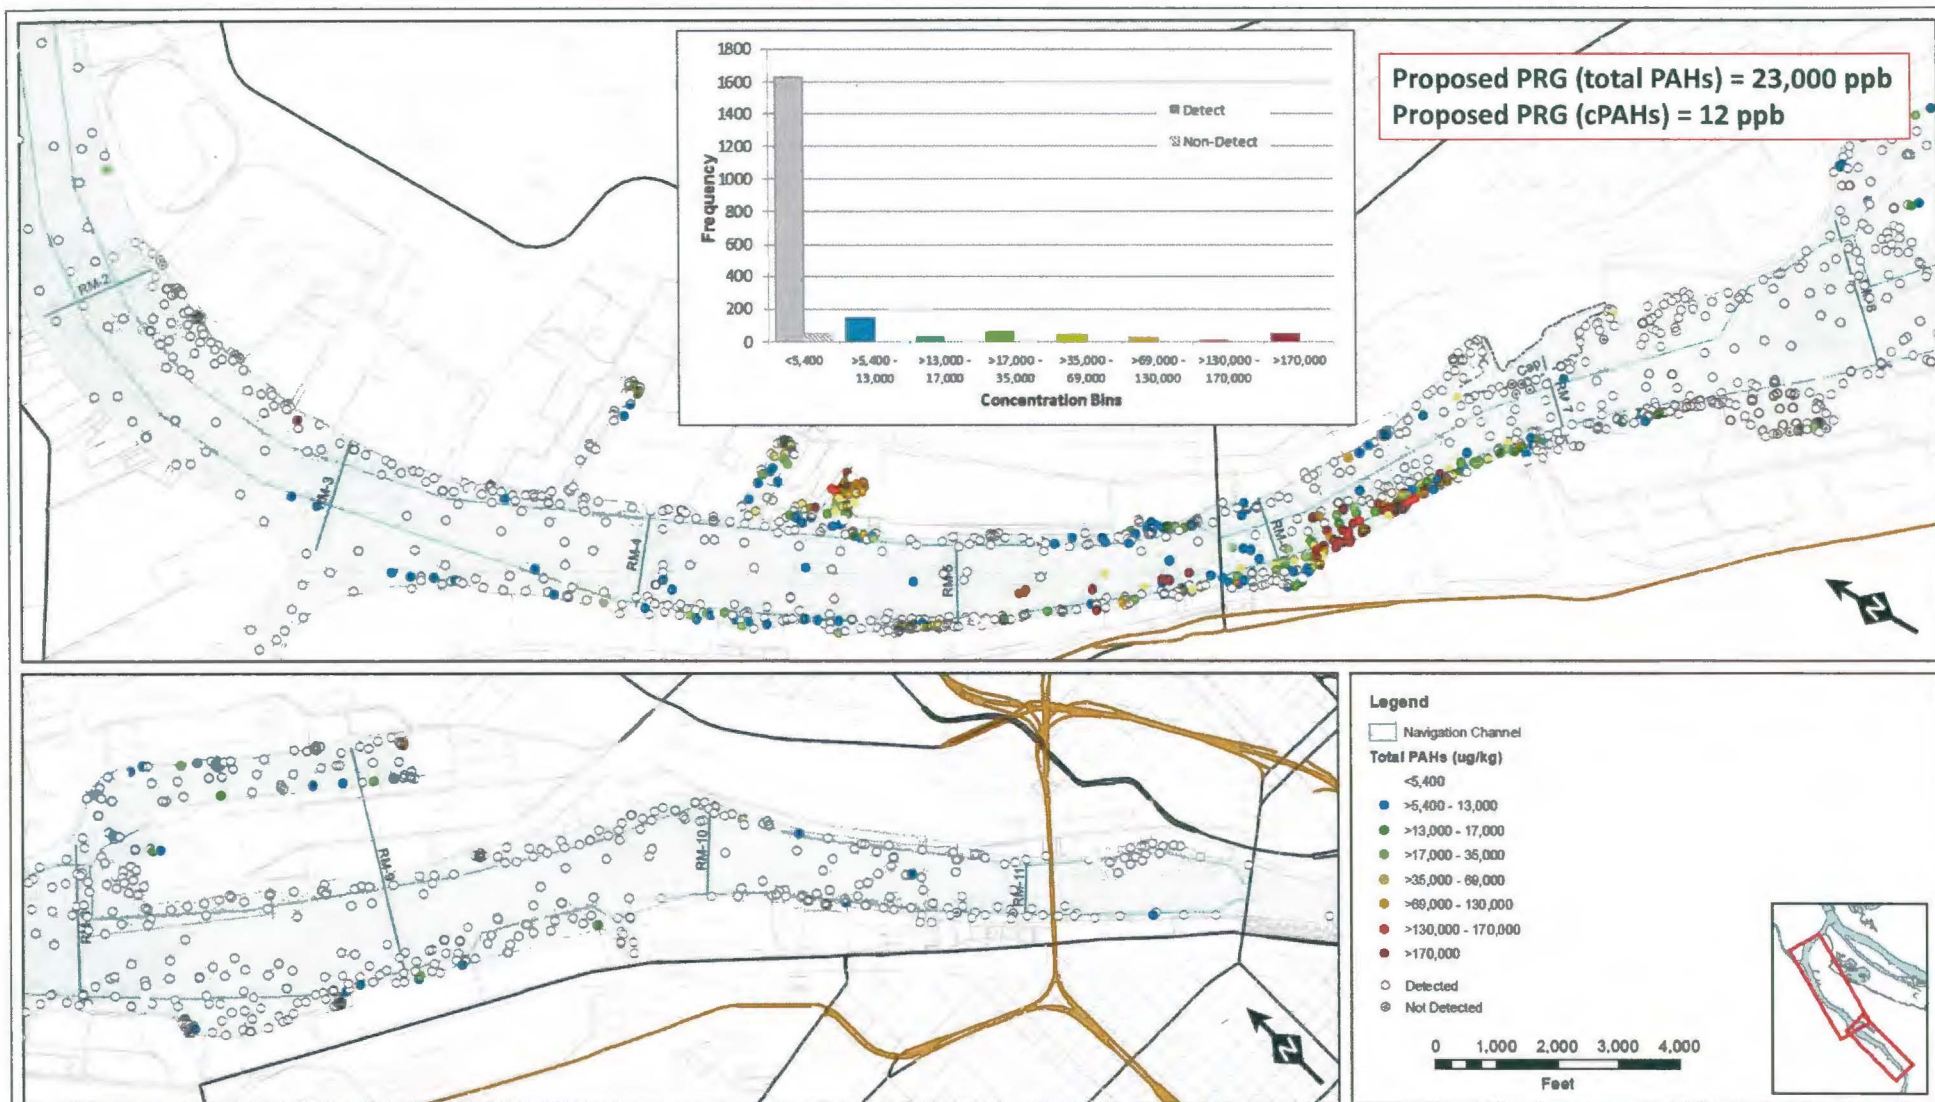 1800
1600
1400
1200
1000
800
600
400
200
0
Frequency
Detect
Non-Detect
<5,400
>5,400 -
13,000
>13,000 -
17,000
>17,000 -
35,000
>35,000 -
69,000
>69,000 -
130,000
>130,000 -
170,000
>170,000
Concentration Bins
Proposed PRG (total PAHs) = 23,000 ppb
Proposed PRG (cPAHs) = 12 ppb
RM-2
RM-3
RM-4
RM-5
RM-6
Cap
RM-7
RM-8
N
RM-9
RM-10
RM-11
N
Legend
Navigation Channel
Total PAHs (ug/kg)
<5,400
>5,400 - 13,000
>13,000 - 17,000
>17,000 - 35,000
>35,000 - 69,000
>69,000 - 130,000
>130,000 - 170,000
>170,000
Detected
Not Detected
0 1,000 2,000 3,000 4,000
Feet